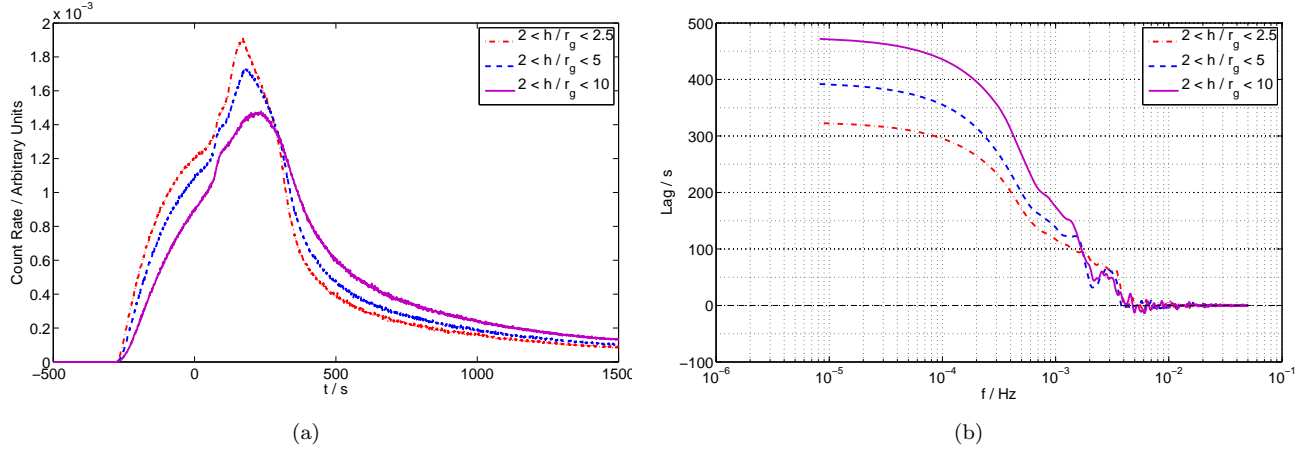 2 x 10⁻³
1.8
1.6
1.4
1.2
1
0.8
0.6
0.4
0.2
0
Count Rate / Arbitrary Units
−500 0 500 1000 1500
t / s
2 < h / r_g < 2.5
2 < h / r_g < 5
2 < h / r_g < 10
(a)
500
450
400
300
200
100
0
−100
Lag / s
10⁻⁶ 10⁻⁵ 10⁻⁴ 10⁻³ 10⁻² 10⁻¹
f / Hz
2 < h / r_g < 2.5
2 < h / r_g < 5
2 < h / r_g < 10
(b)